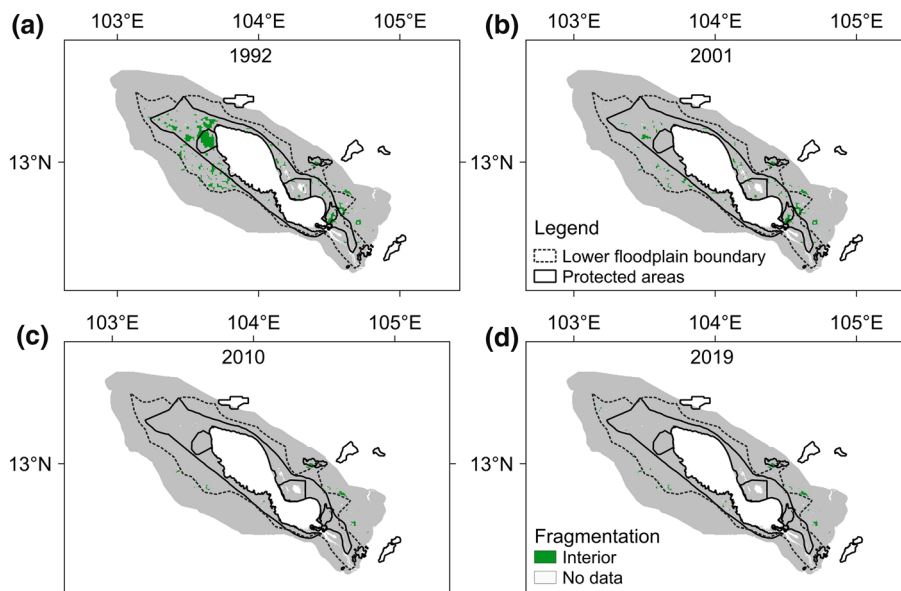 103°E 104°E 105°E 103°E 104°E 105°E
(a) (b)
1992 2001
13°N 13°N
Legend
Lower floodplain boundary
Protected areas
103°E 104°E 105°E 103°E 104°E 105°E
(c) (d)
2010 2019
13°N 13°N
Fragmentation
Interior
No data